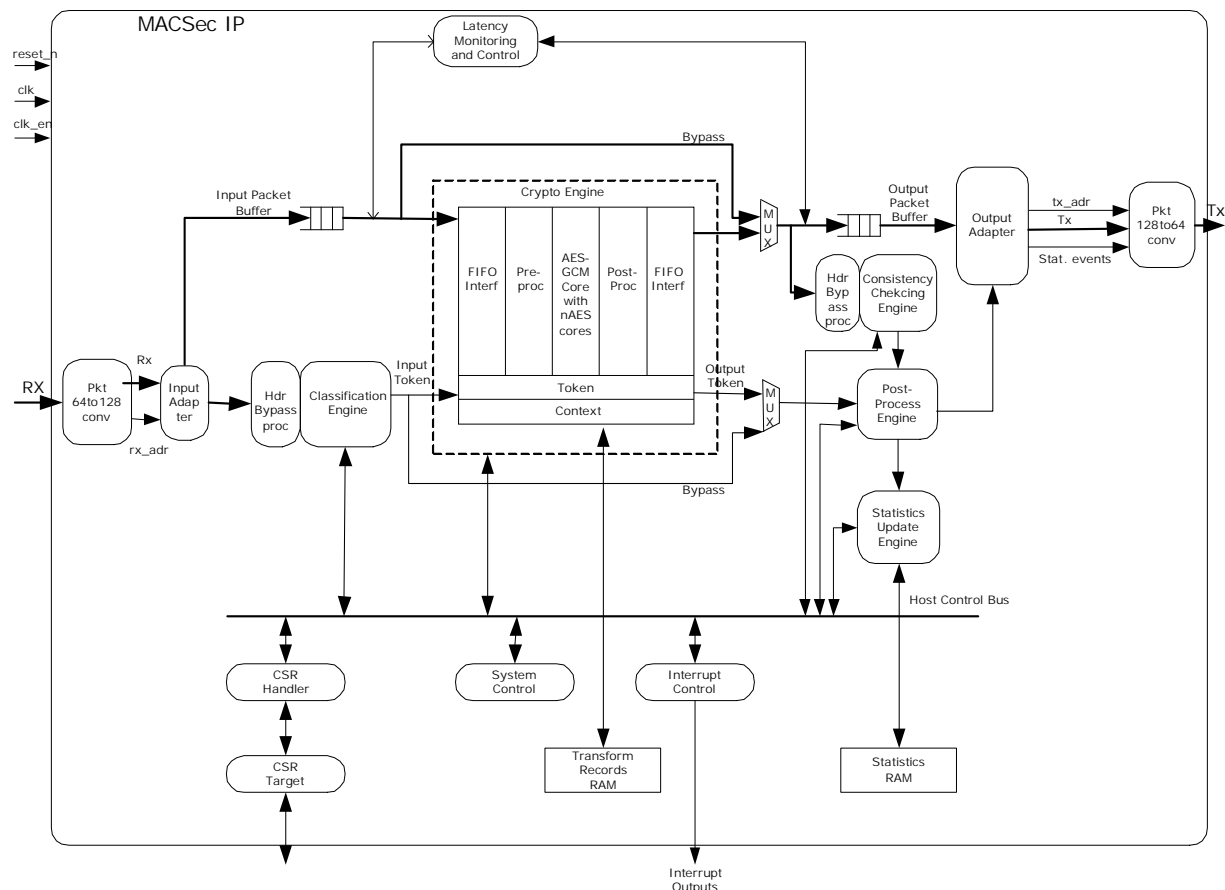 MACSec IP
reset_n
clk
clk_en
Latency
Monitoring
and Control
Bypass
Input Packet
Buffer
Crypto Engine
FIFO
Interf
Pre-
proc
AES-
GCM
Core
with
nAES
cores
Post-
Proc
FIFO
Interf
Token
Context
MUX
Output
Packet
Buffer
Output
Adapter
tx_adr
Tx
Stat. events
Pkt
128to64
conv
Tx
Hdr
Byp
ass
proc
Consistency
Chekcing
Engine
RX
Pkt
64to128
conv
Rx
rx_adr
Input
Adap
ter
Hdr
Bypass
proc
Classification
Engine
Input
Token
Output
Token
MUX
Bypass
Post-
Process
Engine
Statistics
Update
Engine
Host Control Bus
CSR
Handler
System
Control
Interrupt
Control
CSR
Target
Transform
Records
RAM
Statistics
RAM
Interrupt
Outputs